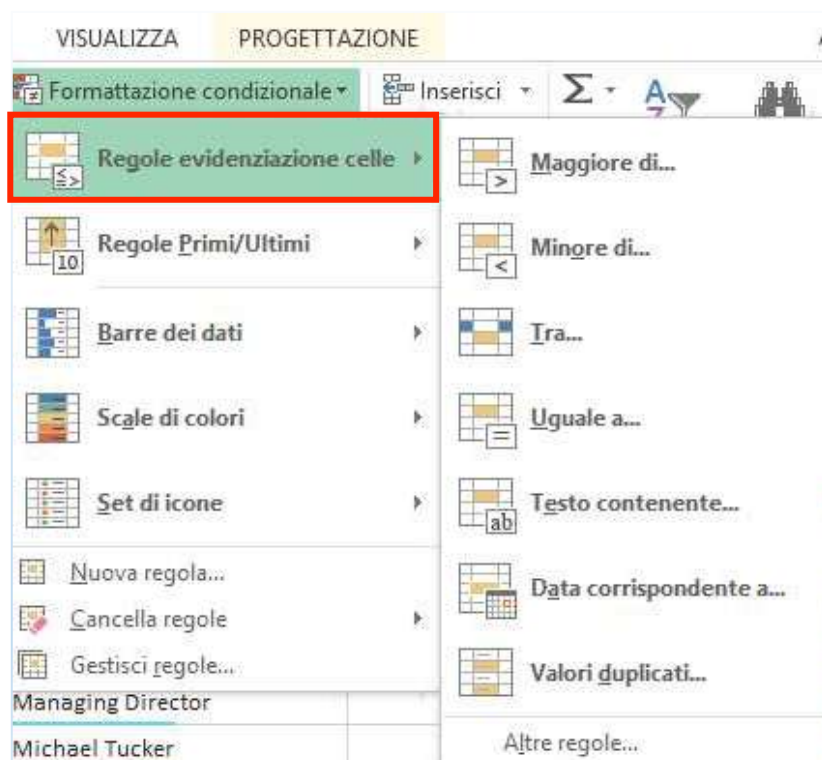 VISUALIZZA PROGETTAZIONE
Formattazione condizionale Inserisci Σ
Regole evidenziazione celle
Regole Primi/Ultimi
10
Barre dei dati
Scale di colori
Set di icone
Nuova regola...
Cancella regole
Gestisci regole...
Managing Director
Michael Tucker
Maggiore di...
Minore di...
Tra...
Uguale a...
Testo contenente...
ab
Data corrispondente a...
Valori duplicati...
Altre regole...